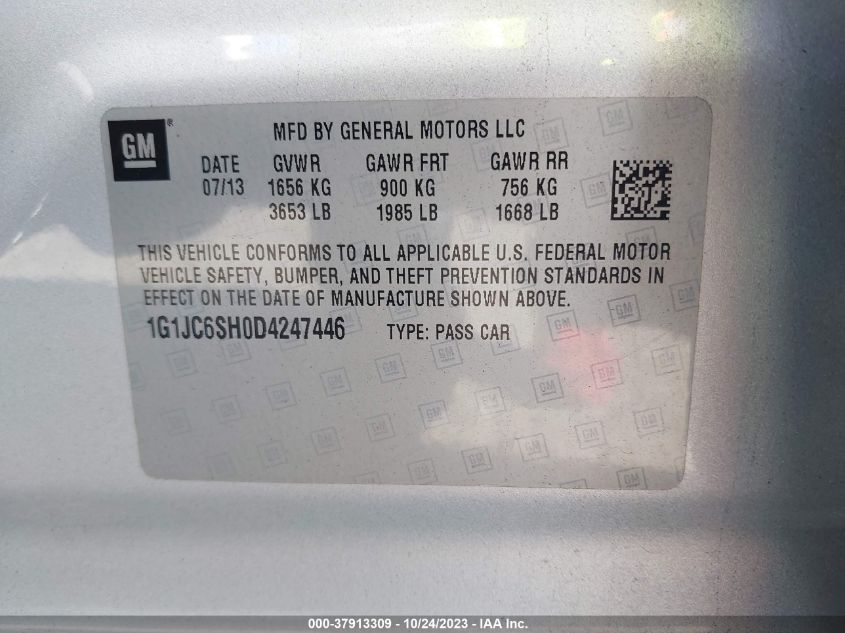 GM
MFD BY GENERAL MOTORS LLC
DATE GVWR GAWR FRT GAWR RR
07/13 1656 KG 900 KG 756 KG
3653 LB 1985 LB 1668 LB
THIS VEHICLE CONFORMS TO ALL APPLICABLE U.S. FEDERAL MOTOR
VEHICLE SAFETY, BUMPER, AND THEFT PREVENTION STANDARDS IN
EFFECT ON THE DATE OF MANUFACTURE SHOWN ABOVE.
1G1JC6SH0D4247446 TYPE: PASS CAR
000-37913309 - 10/24/2023 - IAA Inc.